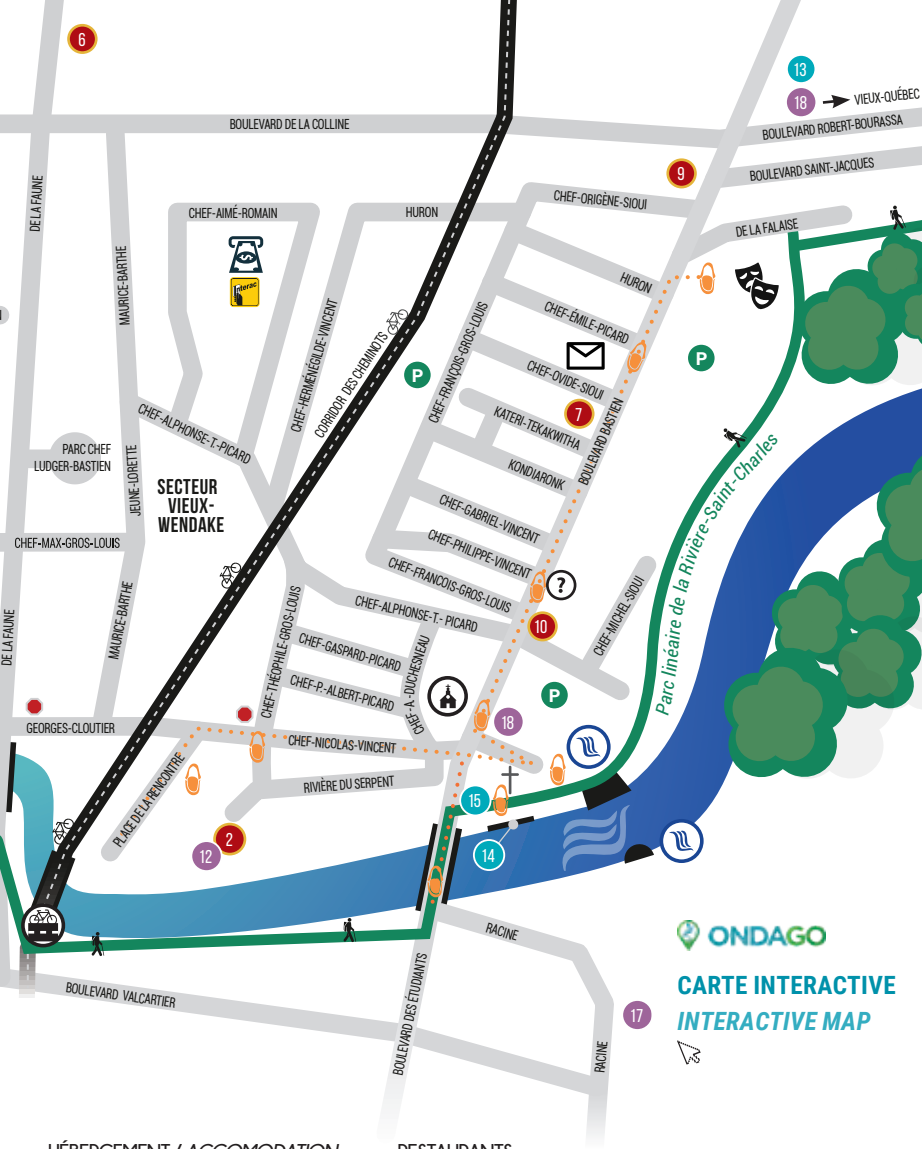 6
13
18
VIEUX-QUÉBEC
BOULEVARD DE LA COLLINE
BOULEVARD ROBERT-BOURASSA
9
BOULEVARD SAINT-JACQUES
DE LA FAUNE
CHEF-AIMÉ-ROMAIN
HURON
CHEF-ORIGÈNE-SIOUI
DE LA FALAISE
MAURICE-BARTHE
Interac
HURON
CHEF-HERMÉNÉGILDE-VINCENT
CORRIDOR DES CHEMINOTS
CHEF-FRANÇOIS-GROS-LOUIS
CHEF-ÉMILE-PICARD
P
P
CHEF-OVIDE-SIOUI
7
KATERI-TEKAKWITHA
BOULEVARD BASTIEN
CHEF-ALPHONSE-T.-PICARD
PARC CHEF
LUDGER-BASTIEN
JEUNE-LORETTE
KONDIARONK
SECTEUR
VIEUX-
WENDAKE
CHEF-GABRIEL-VINCENT
CHEF-MAX-GROS-LOUIS
CHEF-PHILIPPE-VINCENT
CHEF-FRANCOIS-GROS-LOUIS
?
Parc linéaire de la Rivière-Saint-Charles
CHEF-MICHEL-SIOUI
DE LA FAUNE
MAURICE-BARTHE
CHEF-THÉOPHILE-GROS-LOUIS
CHEF-ALPHONSE-T.- PICARD
10
CHEF-GASPARD-PICARD
CHEF-P.-ALBERT-PICARD
CHEF-A.-DUCHESNEAU
P
18
GEORGES-CLOUTIER
CHEF-NICOLAS-VINCENT
PLACE DE LA RENCONTRE
RIVIÈRE DU SERPENT
15
2
12
14
RACINE
ONDAGO
CARTE INTERACTIVE
INTERACTIVE MAP
BOULEVARD VALCARTIER
BOULEVARD DES ÉTUDIANTS
17
RACINE
HÉBERGEMENT / ACCOMODATION
RESTAURANTS